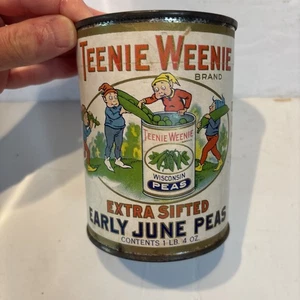 TEENIE WEENIE
BRAND
TEENIE WEENIE
WISCONSIN
PEAS
EXTRA SIFTED
EARLY JUNE PEAS
CONTENTS 1 LB. 4 OZ.